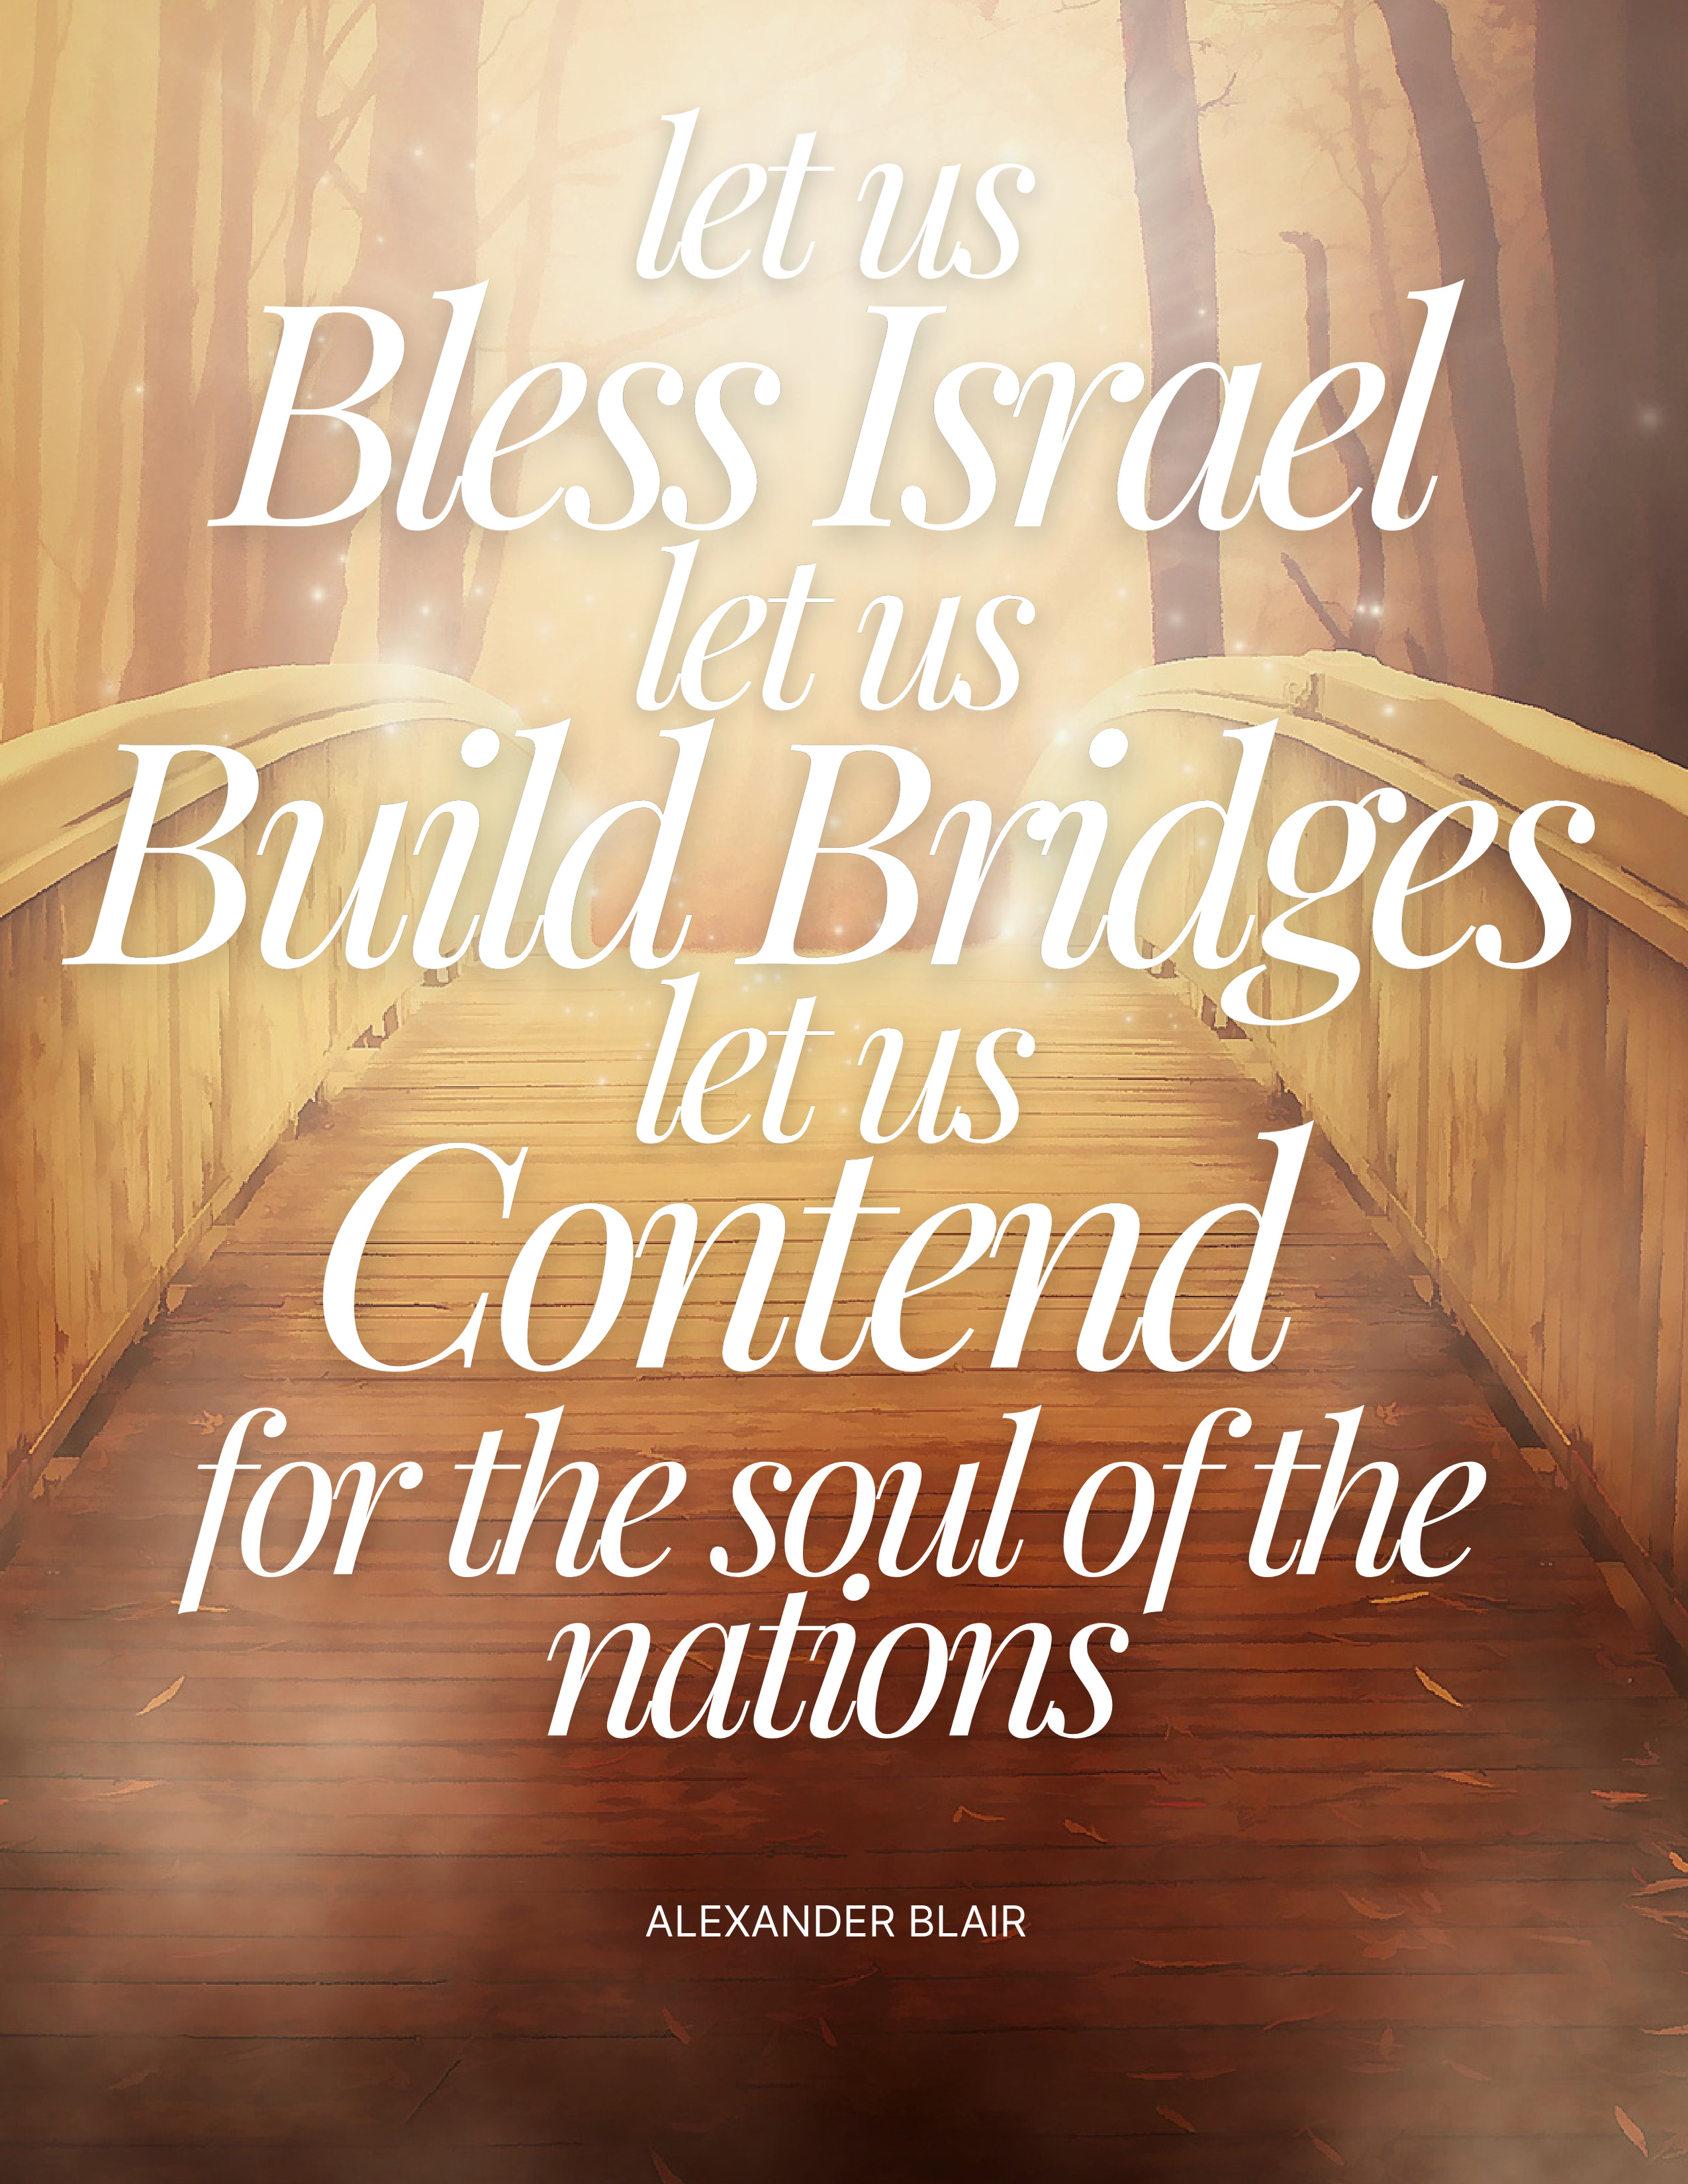 let us
Bless Israel
let us
Build Bridges
let us
Contend
for the soul of the
nations
ALEXANDER BLAIR